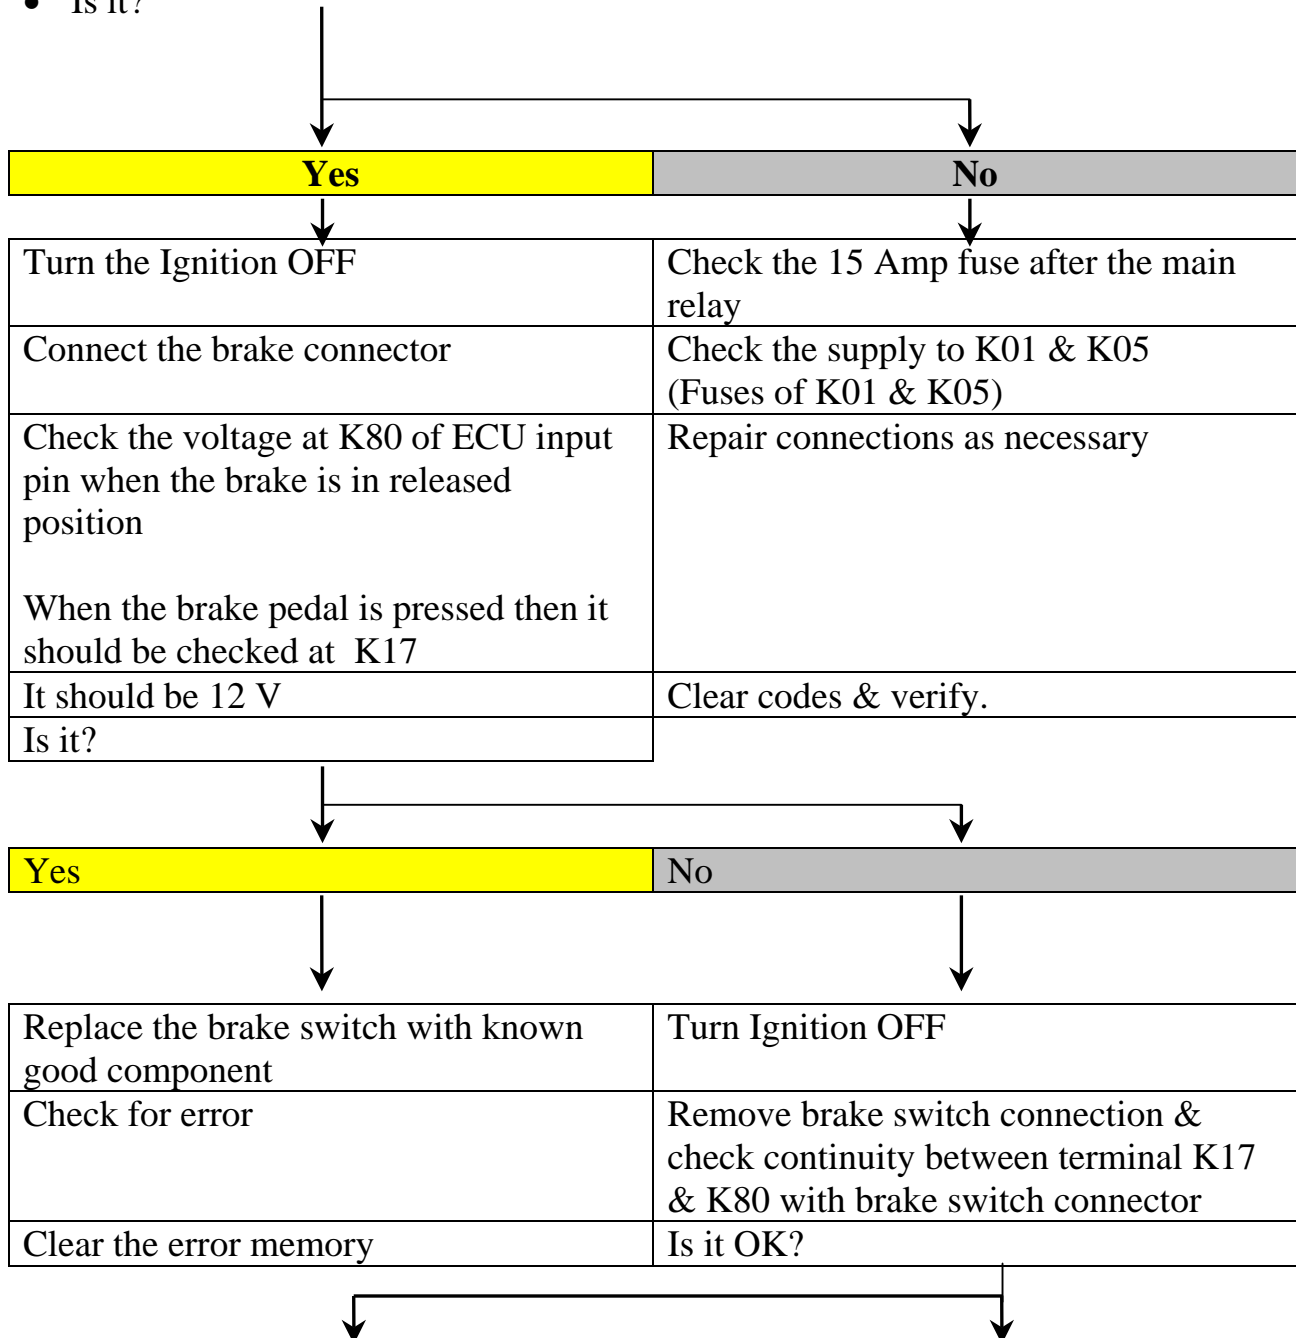 • Is it?
Yes
No
Turn the Ignition OFF
Check the 15 Amp fuse after the main
relay
Connect the brake connector
Check the supply to K01 & K05
(Fuses of K01 & K05)
Check the voltage at K80 of ECU input
pin when the brake is in released
position
When the brake pedal is pressed then it
should be checked at K17
Repair connections as necessary
It should be 12 V
Clear codes & verify.
Is it?
Yes
No
Replace the brake switch with known
good component
Turn Ignition OFF
Check for error
Remove brake switch connection &
check continuity between terminal K17
& K80 with brake switch connector
Clear the error memory
Is it OK?